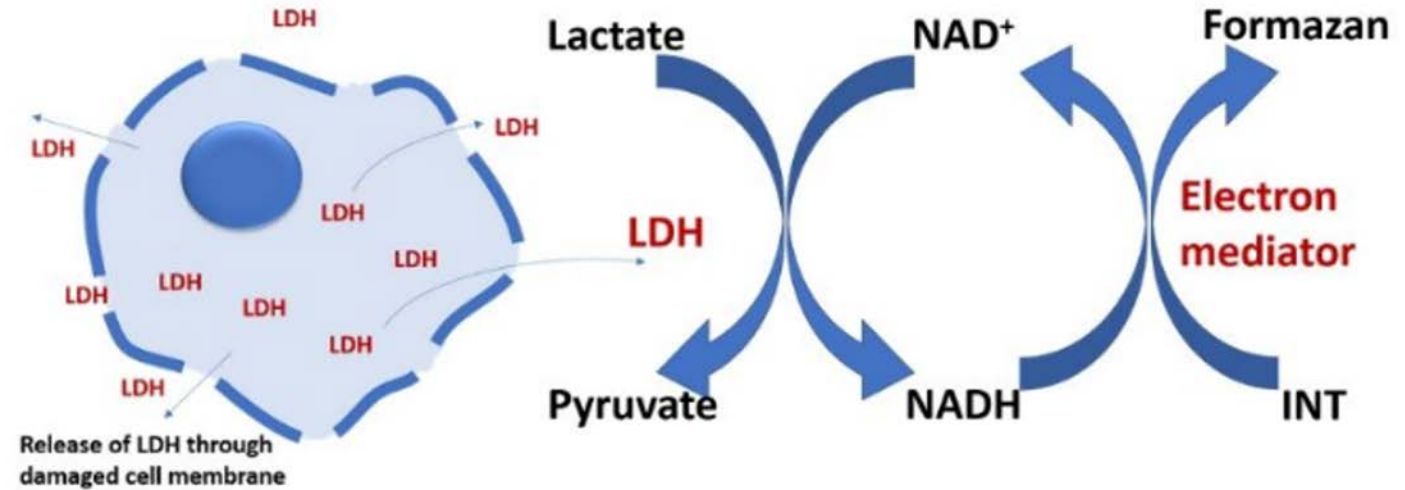 LDH
LDH
LDH
LDH
LDH
LDH
LDH
LDH
LDH
LDH
Release of LDH through
damaged cell membrane
Lactate
NAD⁺
Formazan
LDH
Electron
mediator
Pyruvate
NADH
INT